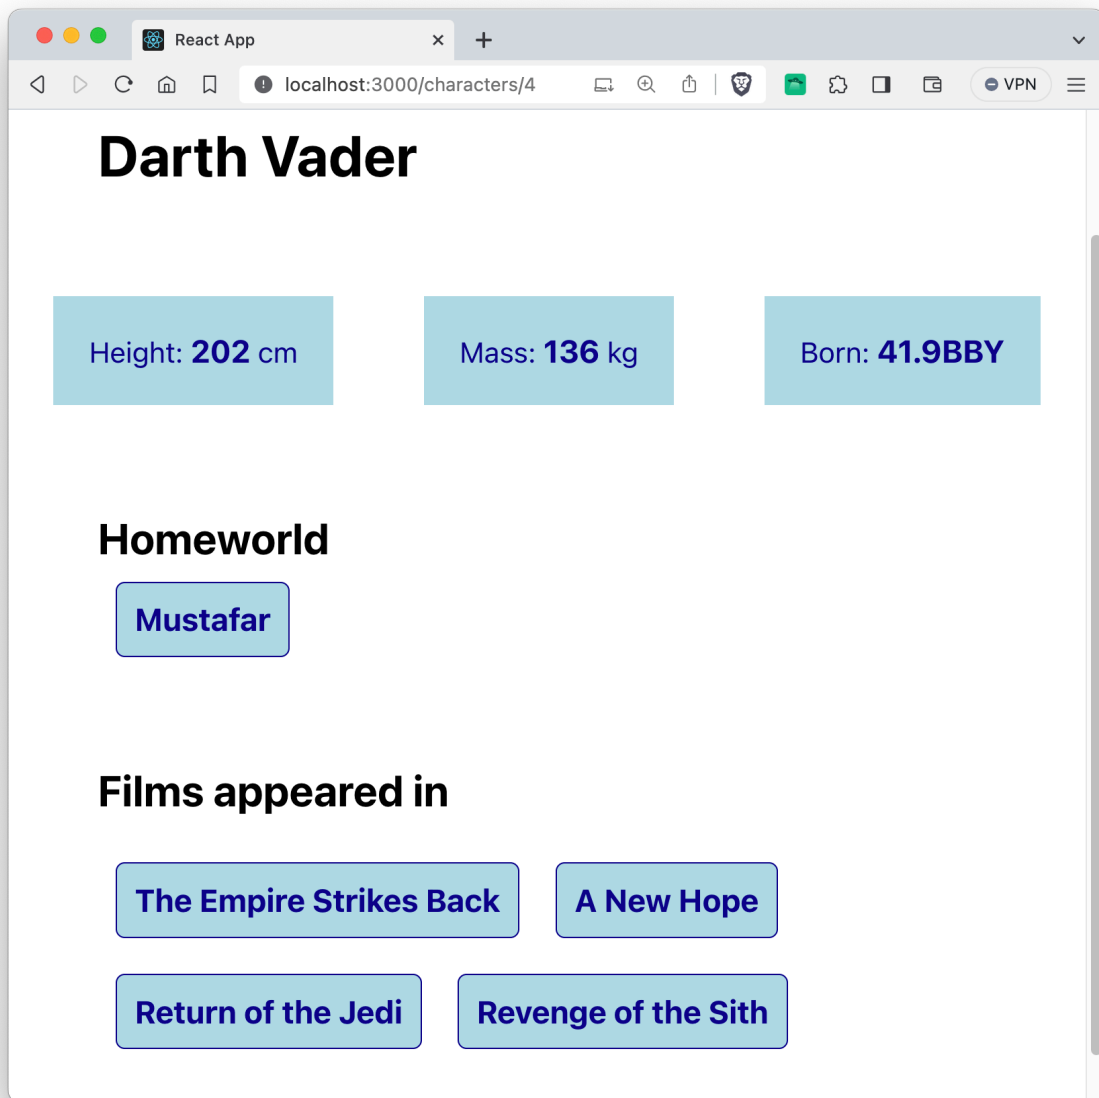 React App
localhost:3000/characters/4
VPN
Darth Vader
Height: 202 cm
Mass: 136 kg
Born: 41.9BBY
Homeworld
Mustafar
Films appeared in
The Empire Strikes Back
A New Hope
Return of the Jedi
Revenge of the Sith